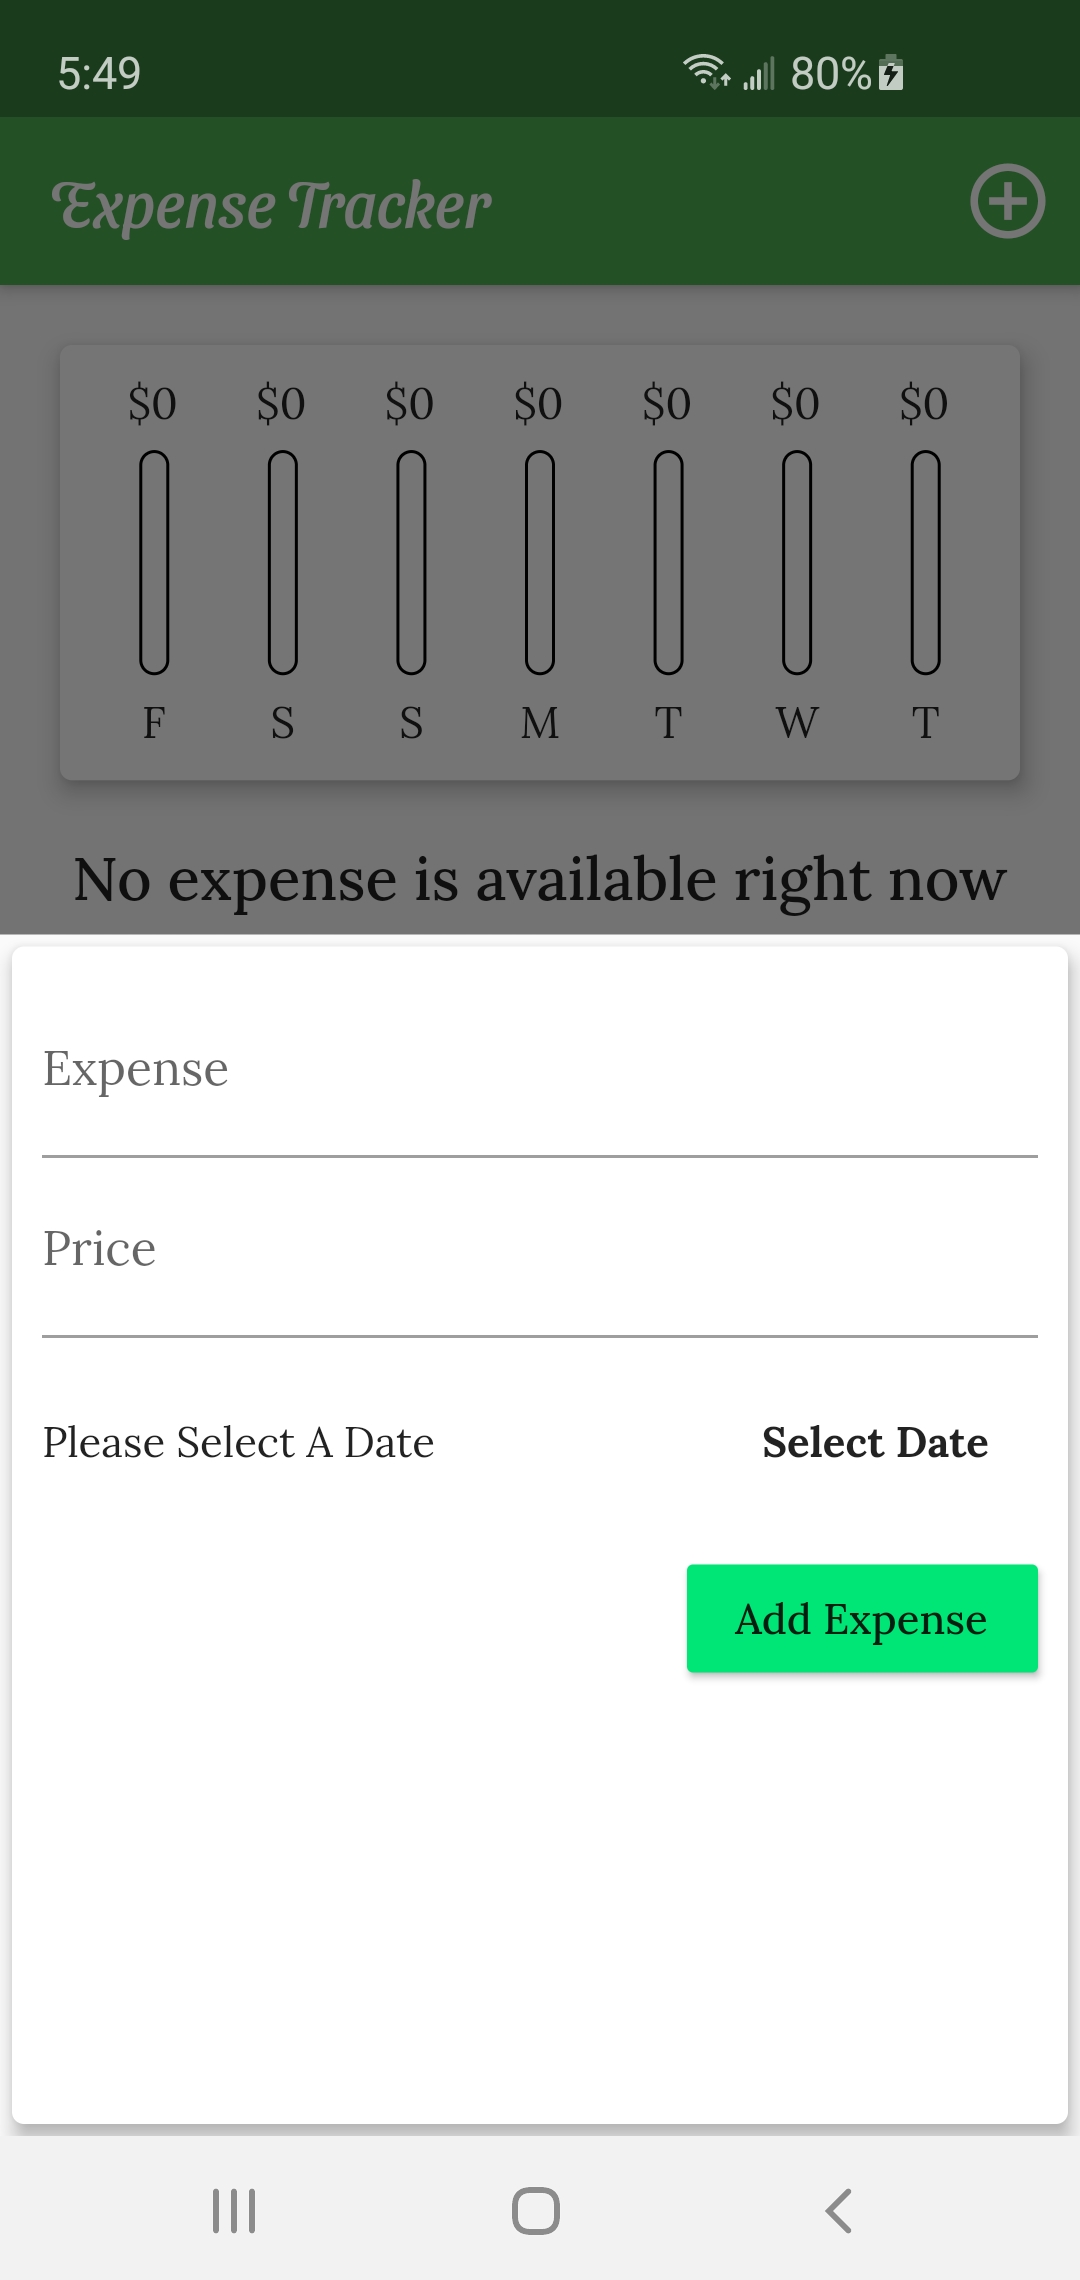 5:49 80%
Expense Tracker
$0 $0 $0 $0 $0 $0 $0
F S S M T W T
No expense is available right now
Expense
Price
Please Select A Date Select Date
Add Expense